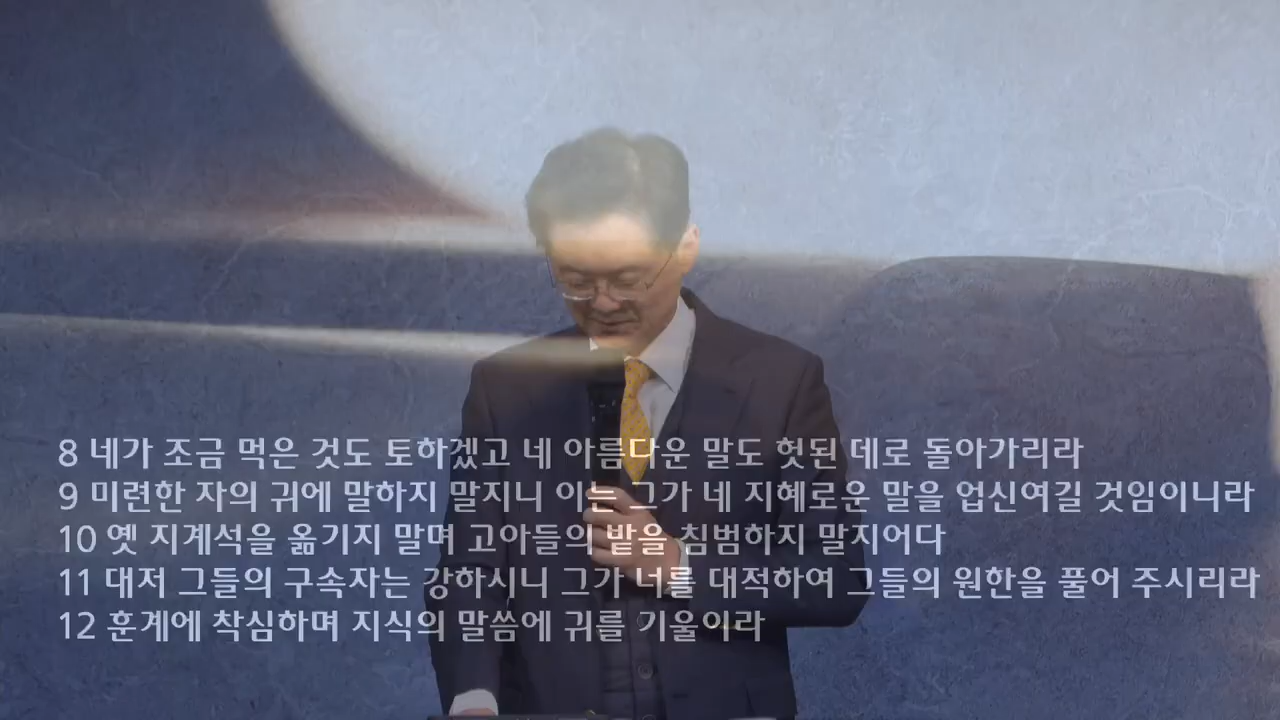 8 네가 조금 먹은 것도 토하겠고 네 아름다운 말도 헛된 데로 돌아가리라
9 미련한 자의 귀에 말하지 말지니 이는 그가 네 지혜로운 말을 업신여길 것임이니라
10 옛 지계석을 옮기지 말며 고아들의 밭을 침범하지 말지어다
11 대저 그들의 구속자는 강하시니 그가 너를 대적하여 그들의 원한을 풀어 주시리라
12 훈계에 착심하며 지식의 말씀에 귀를 기울이라